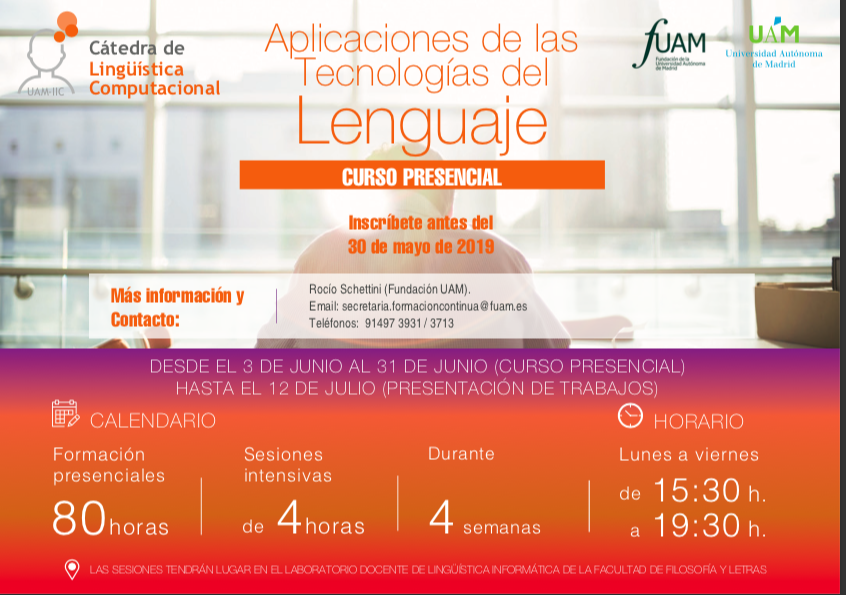 Cátedra de
Lingüística
Computacional
UAM-IIC
Aplicaciones de las
Tecnologías del
Lenguaje
fUAM
Fundación de la
Universidad Autónoma
de Madrid
UAM
Universidad Autónoma
de Madrid
CURSO PRESENCIAL
Inscríbete antes del
30 de mayo de 2019
Más información y
Contacto:
Rocío Schettini (Fundación UAM).
Email: secretaria.formacioncontinua@fuam.es
Teléfonos: 91497 3931 / 3713
DESDE EL 3 DE JUNIO AL 31 DE JUNIO (CURSO PRESENCIAL)
HASTA EL 12 DE JULIO (PRESENTACIÓN DE TRABAJOS)
CALENDARIO
Formación
presenciales
80 horas
Sesiones
intensivas
de 4 horas
Durante
4 semanas
HORARIO
Lunes a viernes
de 15:30 h.
a 19:30 h.
LAS SESIONES TENDRÁN LUGAR EN EL LABORATORIO DOCENTE DE LINGÜÍSTICA INFORMÁTICA DE LA FACULTAD DE FILOSOFÍA Y LETRAS